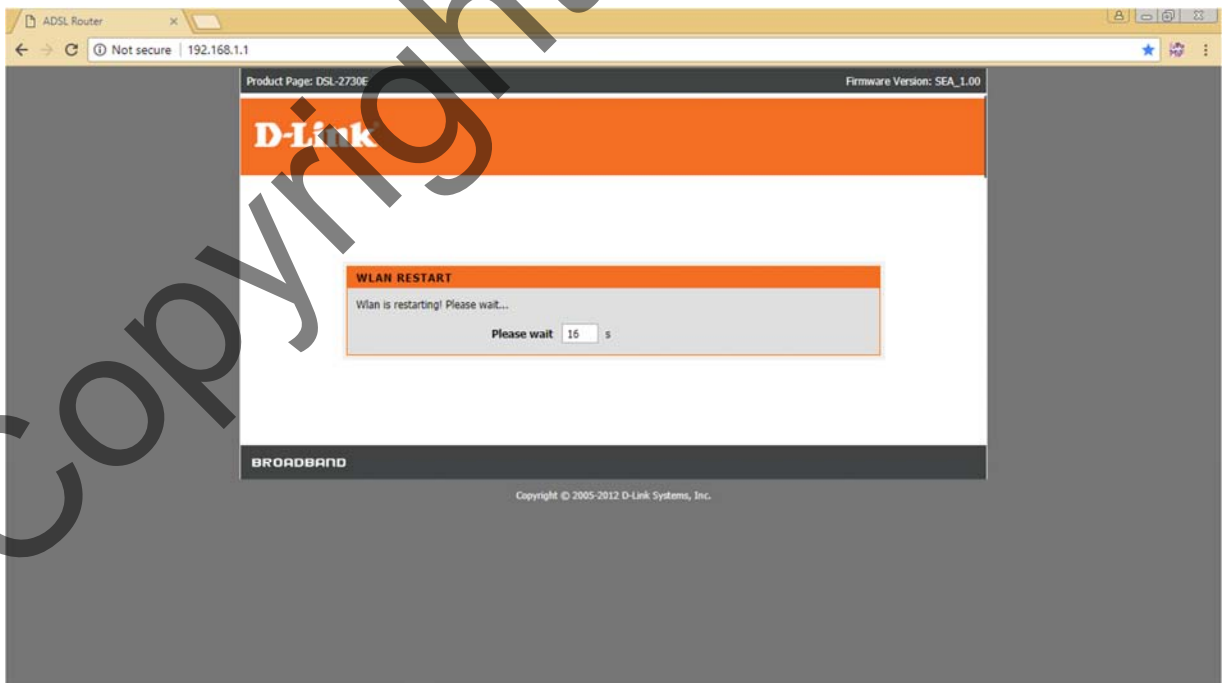 ADSL Router
Not secure | 192.168.1.1
Product Page: DSL-2730E
Firmware Version: SEA_1.00
D-Link
WLAN RESTART
Wlan is restarting! Please wait...
Please wait 16 s
BROADBAND
Copyright © 2005-2012 D-Link Systems, Inc.
Copyright